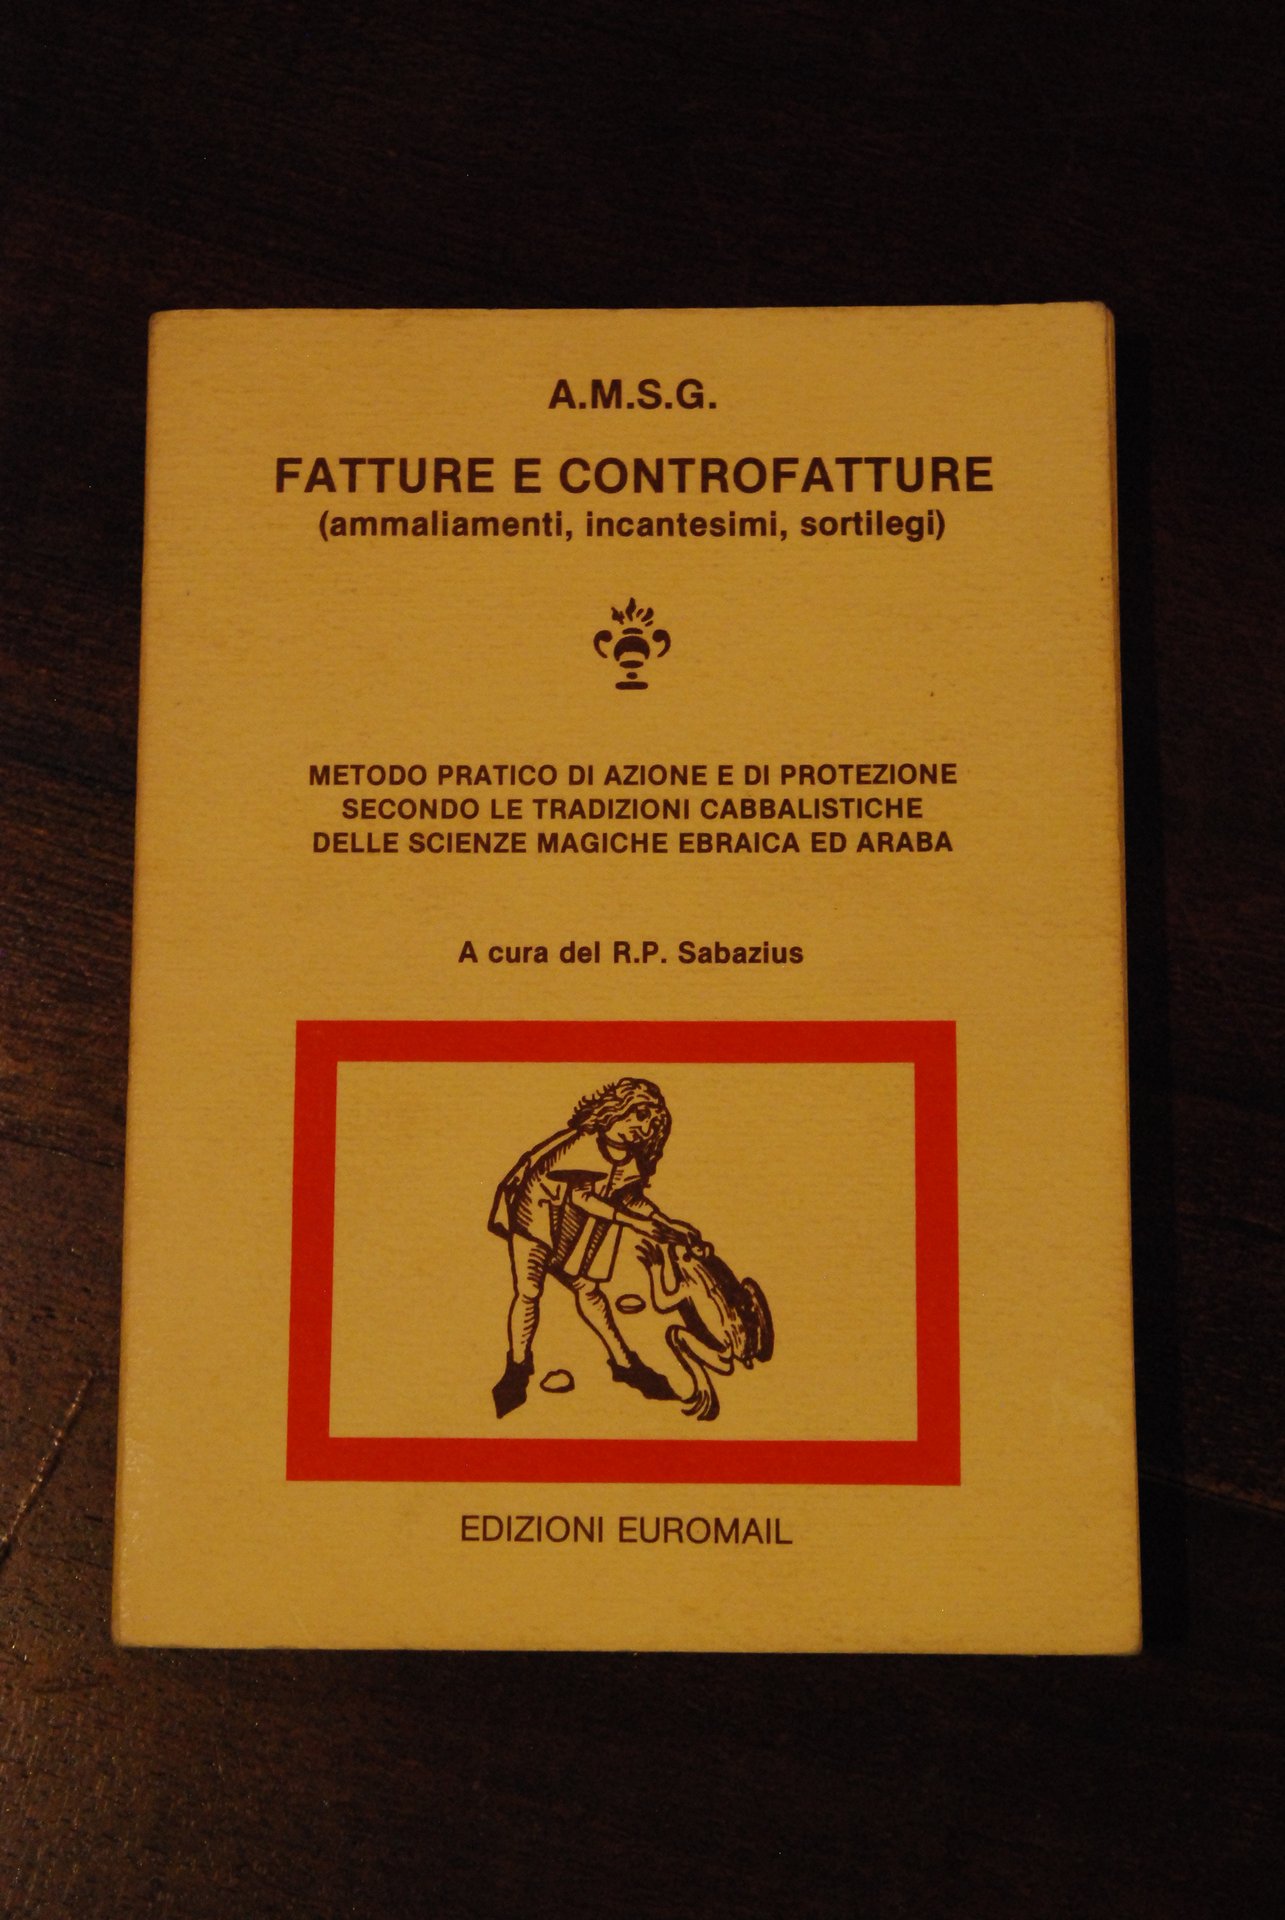 A.M.S.G.
FATTURE E CONTROFATTURE
(ammaliamenti, incantesimi, sortilegi)
METODO PRATICO DI AZIONE E DI PROTEZIONE
SECONDO LE TRADIZIONI CABBALISTICHE
DELLE SCIENZE MAGICHE EBRAICA ED ARABA
A cura del R.P. Sabazius
EDIZIONI EUROMAIL